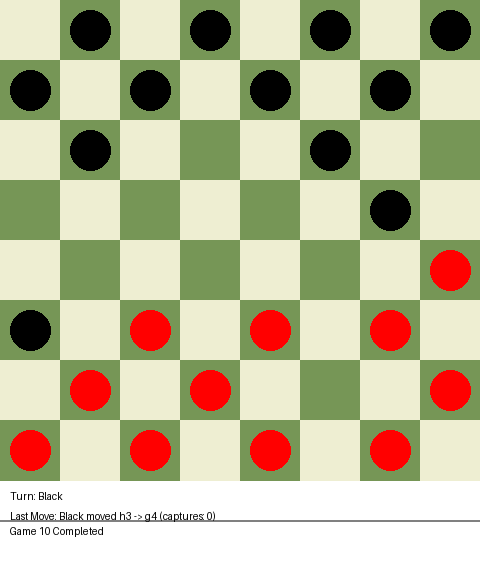 Turn: Black
Last Move: Black moved h3 -> g4 (captures: 0)
Game 10 Completed